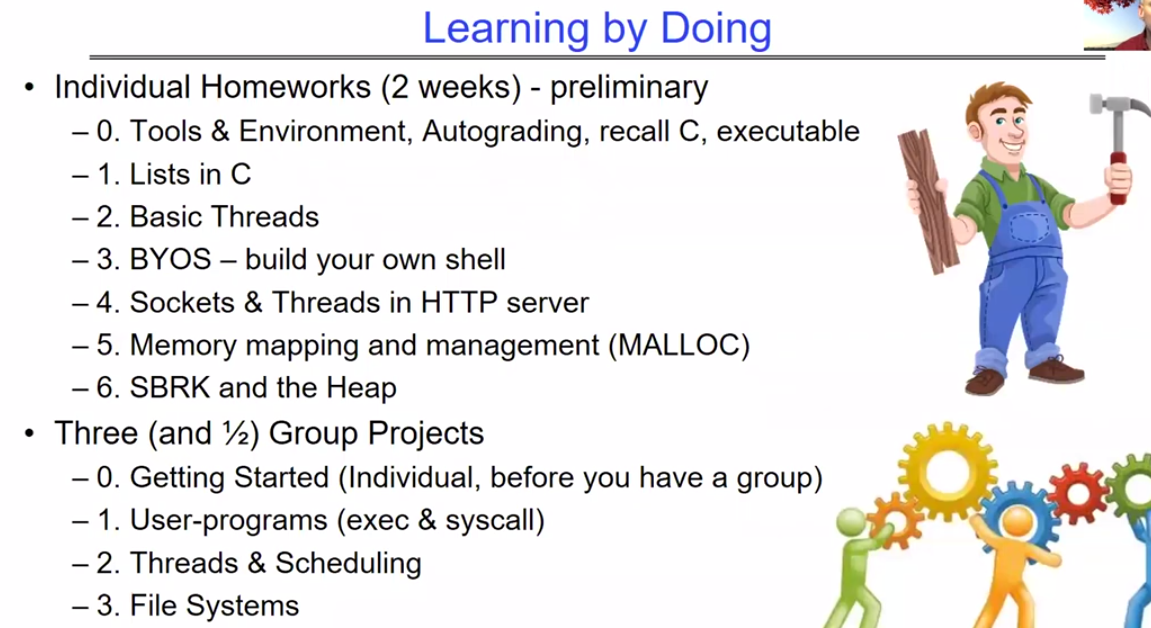 Learning by Doing
• Individual Homeworks (2 weeks) - preliminary
– 0. Tools & Environment, Autograding, recall C, executable
– 1. Lists in C
– 2. Basic Threads
– 3. BYOS – build your own shell
– 4. Sockets & Threads in HTTP server
– 5. Memory mapping and management (MALLOC)
– 6. SBRK and the Heap
• Three (and ½) Group Projects
– 0. Getting Started (Individual, before you have a group)
– 1. User-programs (exec & syscall)
– 2. Threads & Scheduling
– 3. File Systems